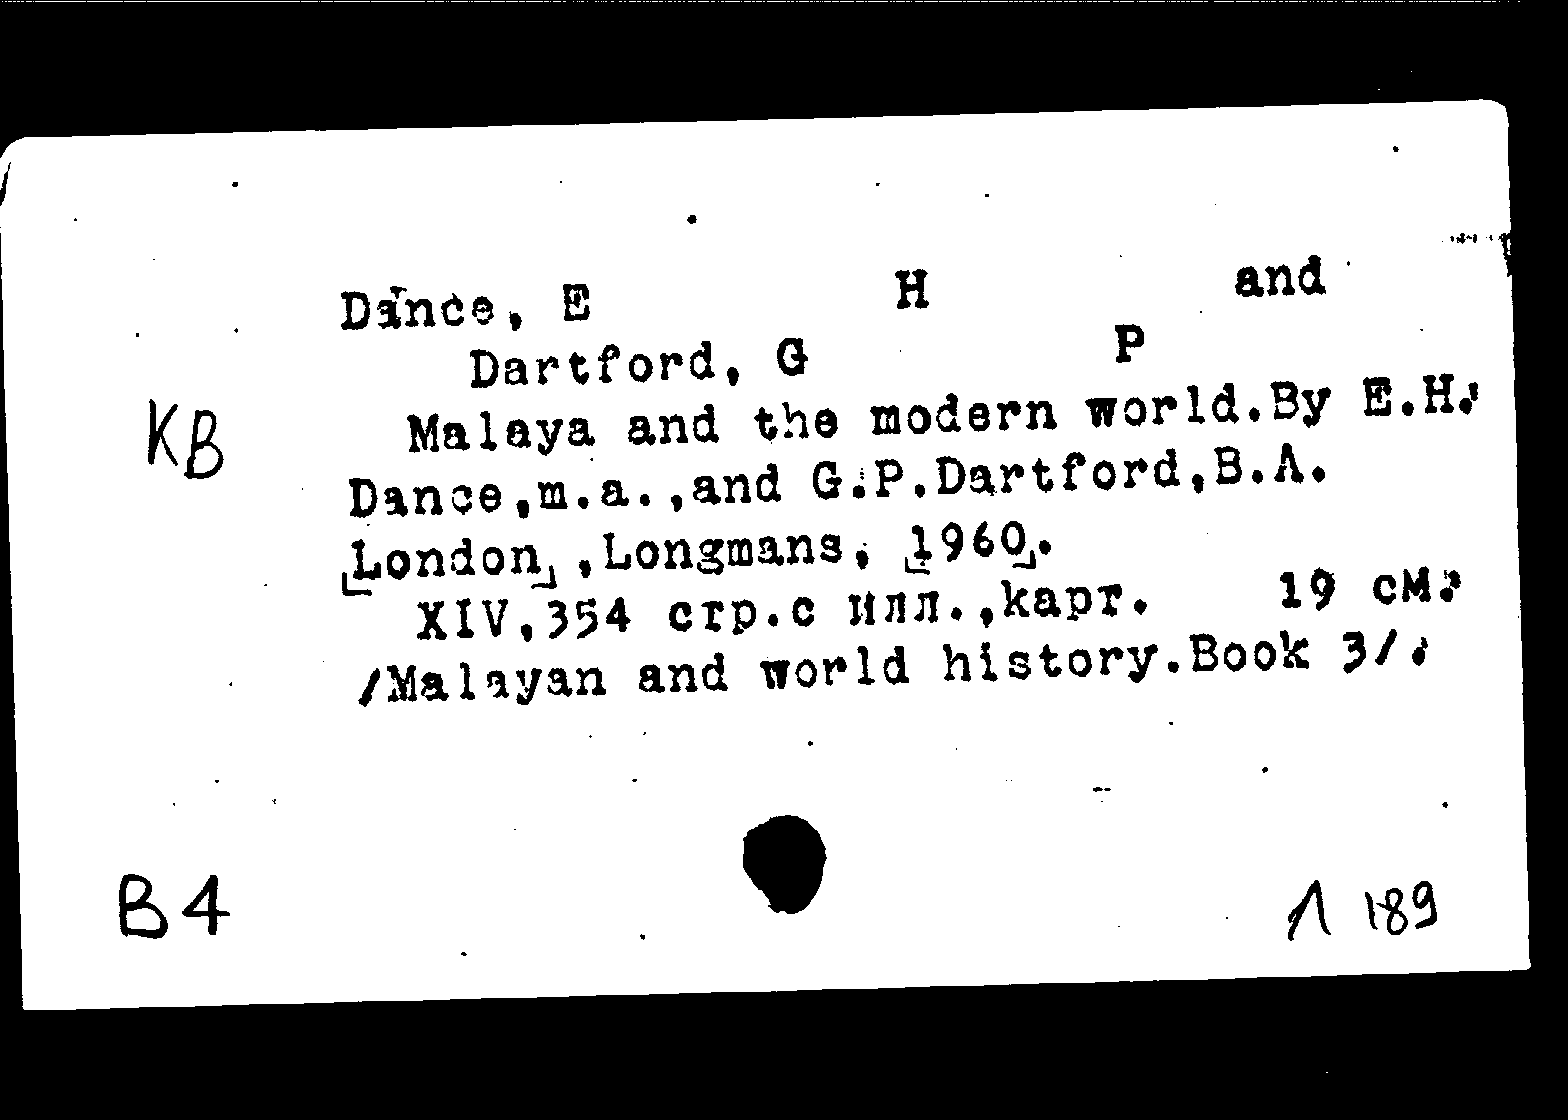 Dance, E H and
Dartford, G P
KB
Malaya and the modern world.By E.H.
Dance,m.a.,and G.P.Dartford,B.A.
[London],Longmans, [1960].
XIV,354 стр.с илл.,карт. 19 см.
/Malayan and world history.Book 3/.
B4
Л 189